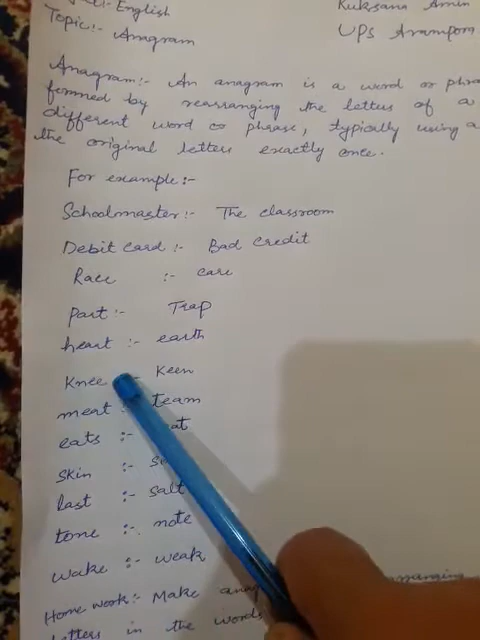 English
Kuksana Amin
Topic:- Anagram
UPS
Anagram:- An anagram is a word or
formed by rearranging the letters of a
different word or phrase, typically using
the original letters exactly once.
For example:-
Schoolmaster:- The classroom
Debit card:- Bad credit
Race :- care
Part:- Trap
heart :- earth
Knee :- Keen
meat :- team
eats :-
Skin :-
last :- salt
tone :- note
wake :- weak
Home work:- Make
letters in the words